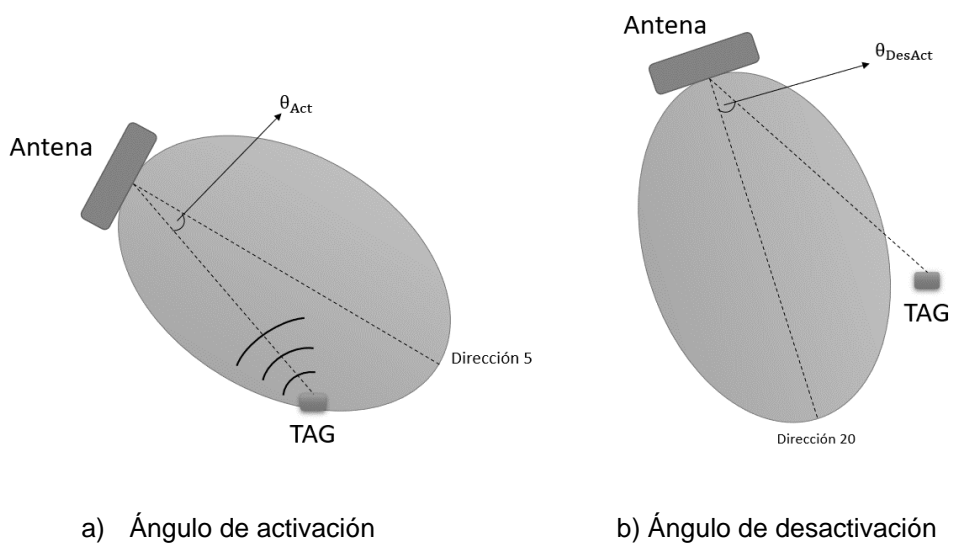 Antena
θAct
Dirección 5
TAG
a) Ángulo de activación
Antena
θDesAct
TAG
Dirección 20
b) Ángulo de desactivación